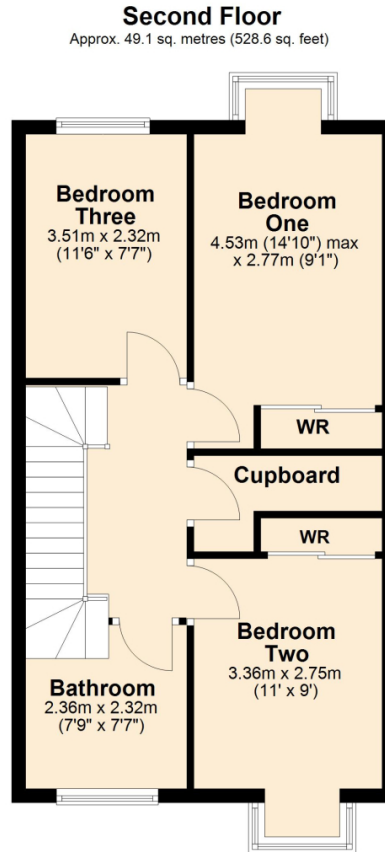 Second Floor
Approx. 49.1 sq. metres (528.6 sq. feet)
Bedroom
Three
3.51m x 2.32m
(11'6" x 7'7")
Bedroom
One
4.53m (14'10") max
x 2.77m (9'1")
WR
Cupboard
WR
Bedroom
Two
3.36m x 2.75m
(11' x 9')
Bathroom
2.36m x 2.32m
(7'9" x 7'7")